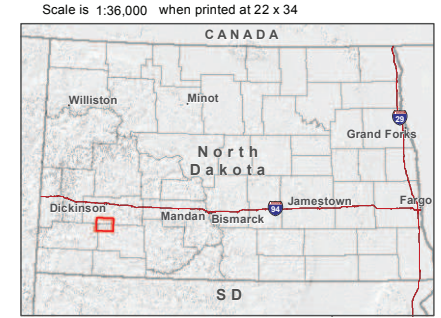 Scale is 1:36,000 when printed at 22 x 34
CANADA
Williston
Minot
29
Grand Forks
North
Dakota
Dickinson
Mandan
Bismarck
94
Jamestown
Fargo
SD